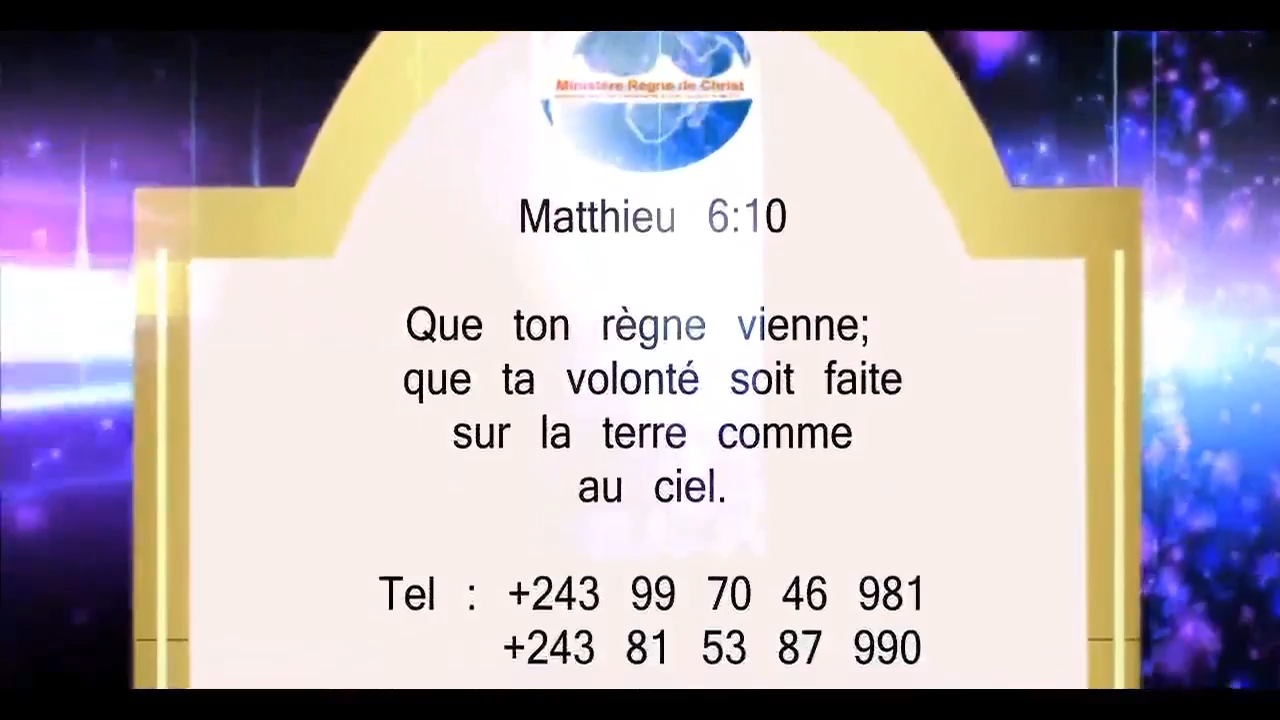 Ministère Règne de Christ
Matthieu 6:10
Que ton règne vienne;
que ta volonté soit faite
sur la terre comme
au ciel.
Tel : +243 99 70 46 981
+243 81 53 87 990